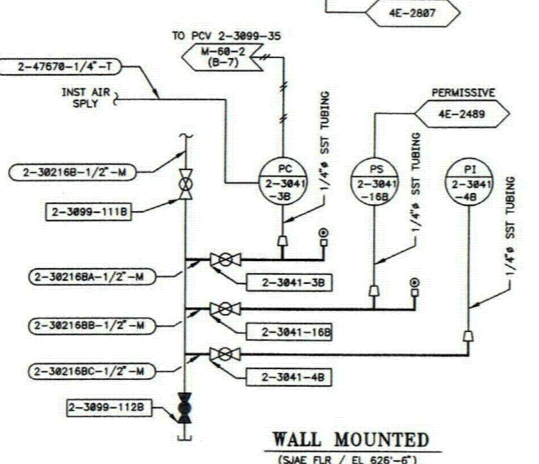 4E-2807
TO PCV 2-3099-35
M-60-2
(B-7)
2-47670-1/4"-T
INST AIR
SPLY
PERMISSIVE
4E-2489
2-30216B-1/2"-M
2-3099-111B
PC
2-3041
-3B
1/4"ø SST TUBING
PS
2-3041
-16B
1/4"ø SST TUBING
PI
2-3041
-4B
1/4"ø SST TUBING
2-30216BA-1/2"-M
2-3041-3B
2-30216BB-1/2"-M
2-3041-16B
2-30216BC-1/2"-M
2-3041-4B
2-3099-112B
WALL MOUNTED
(SJAE FLR / EL 626'-6")